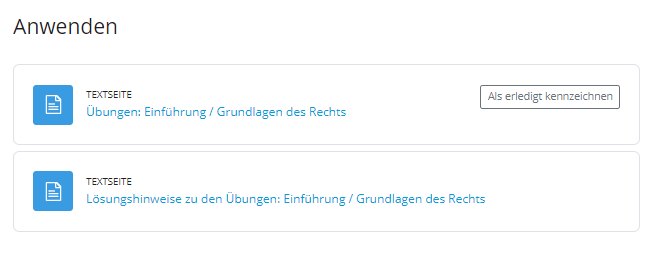 Anwenden
TEXTSEITE
Übungen: Einführung / Grundlagen des Rechts
Als erledigt kennzeichnen
TEXTSEITE
Lösungshinweise zu den Übungen: Einführung / Grundlagen des Rechts